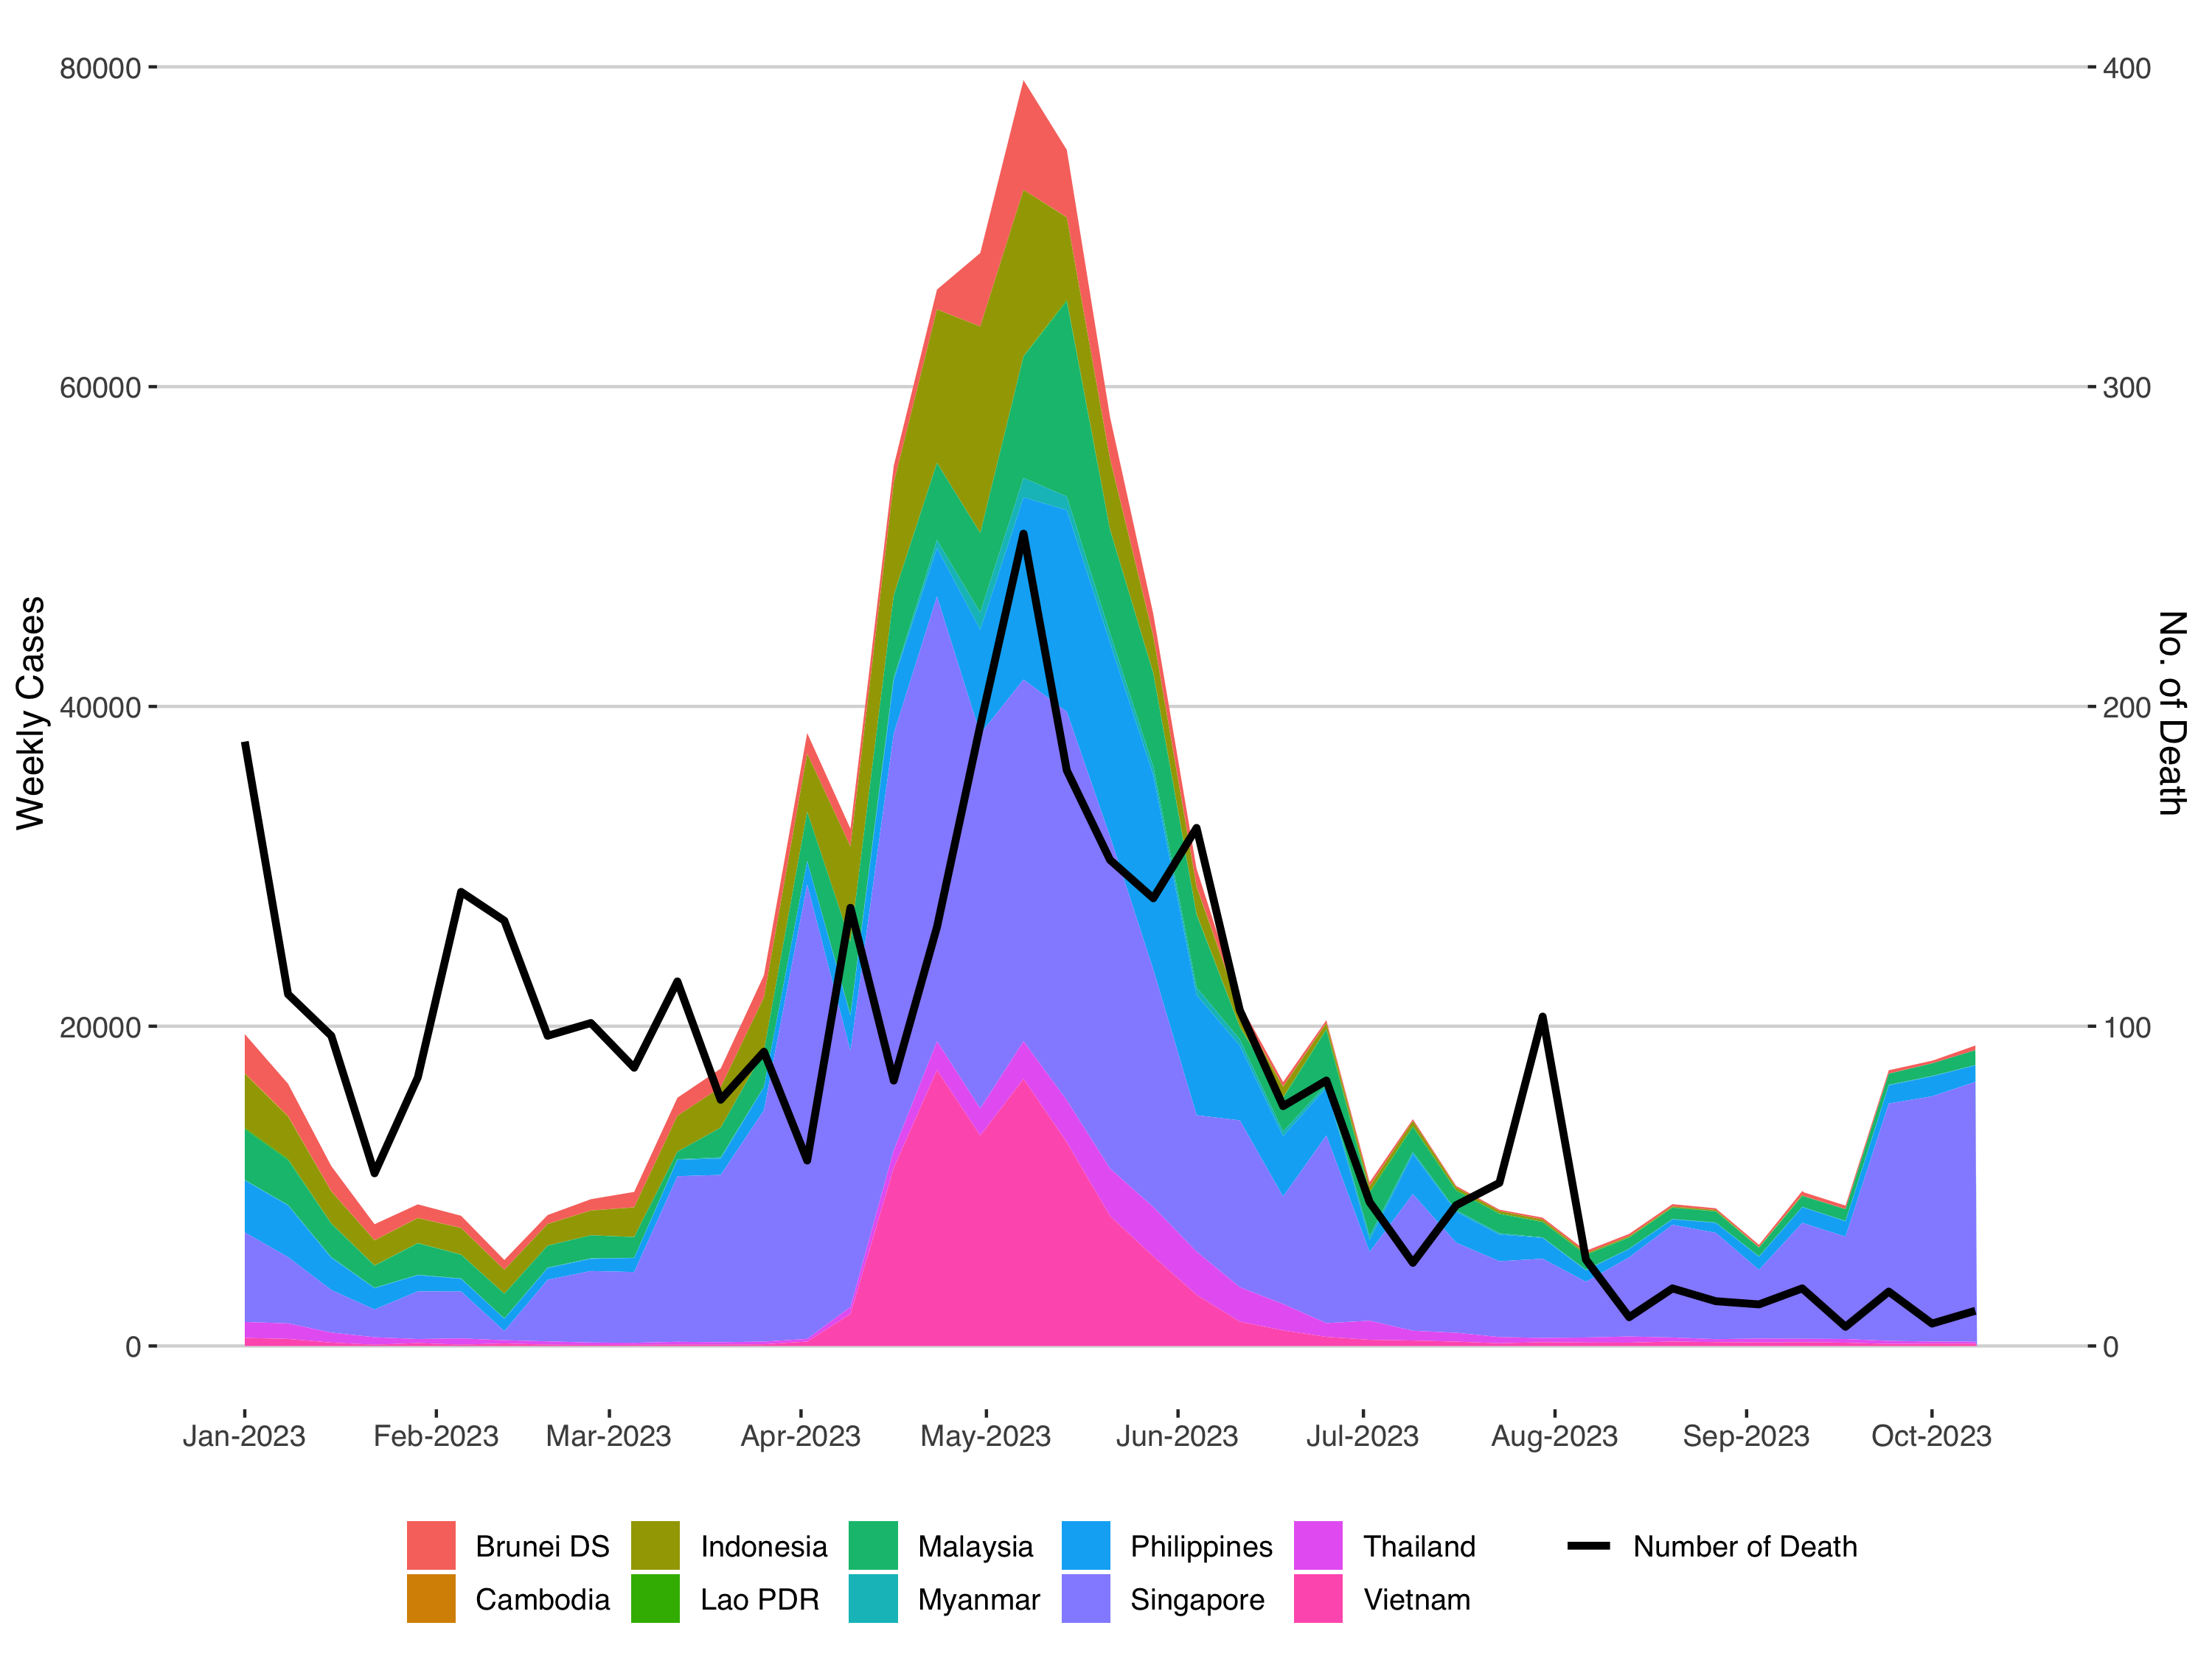 80000
60000
40000
20000
0
400
300
200
100
0
Weekly Cases
No. of Death
Jan-2023 Feb-2023 Mar-2023 Apr-2023 May-2023 Jun-2023 Jul-2023 Aug-2023 Sep-2023 Oct-2023
Brunei DS Indonesia Malaysia Philippines Thailand Number of Death
Cambodia Lao PDR Myanmar Singapore Vietnam